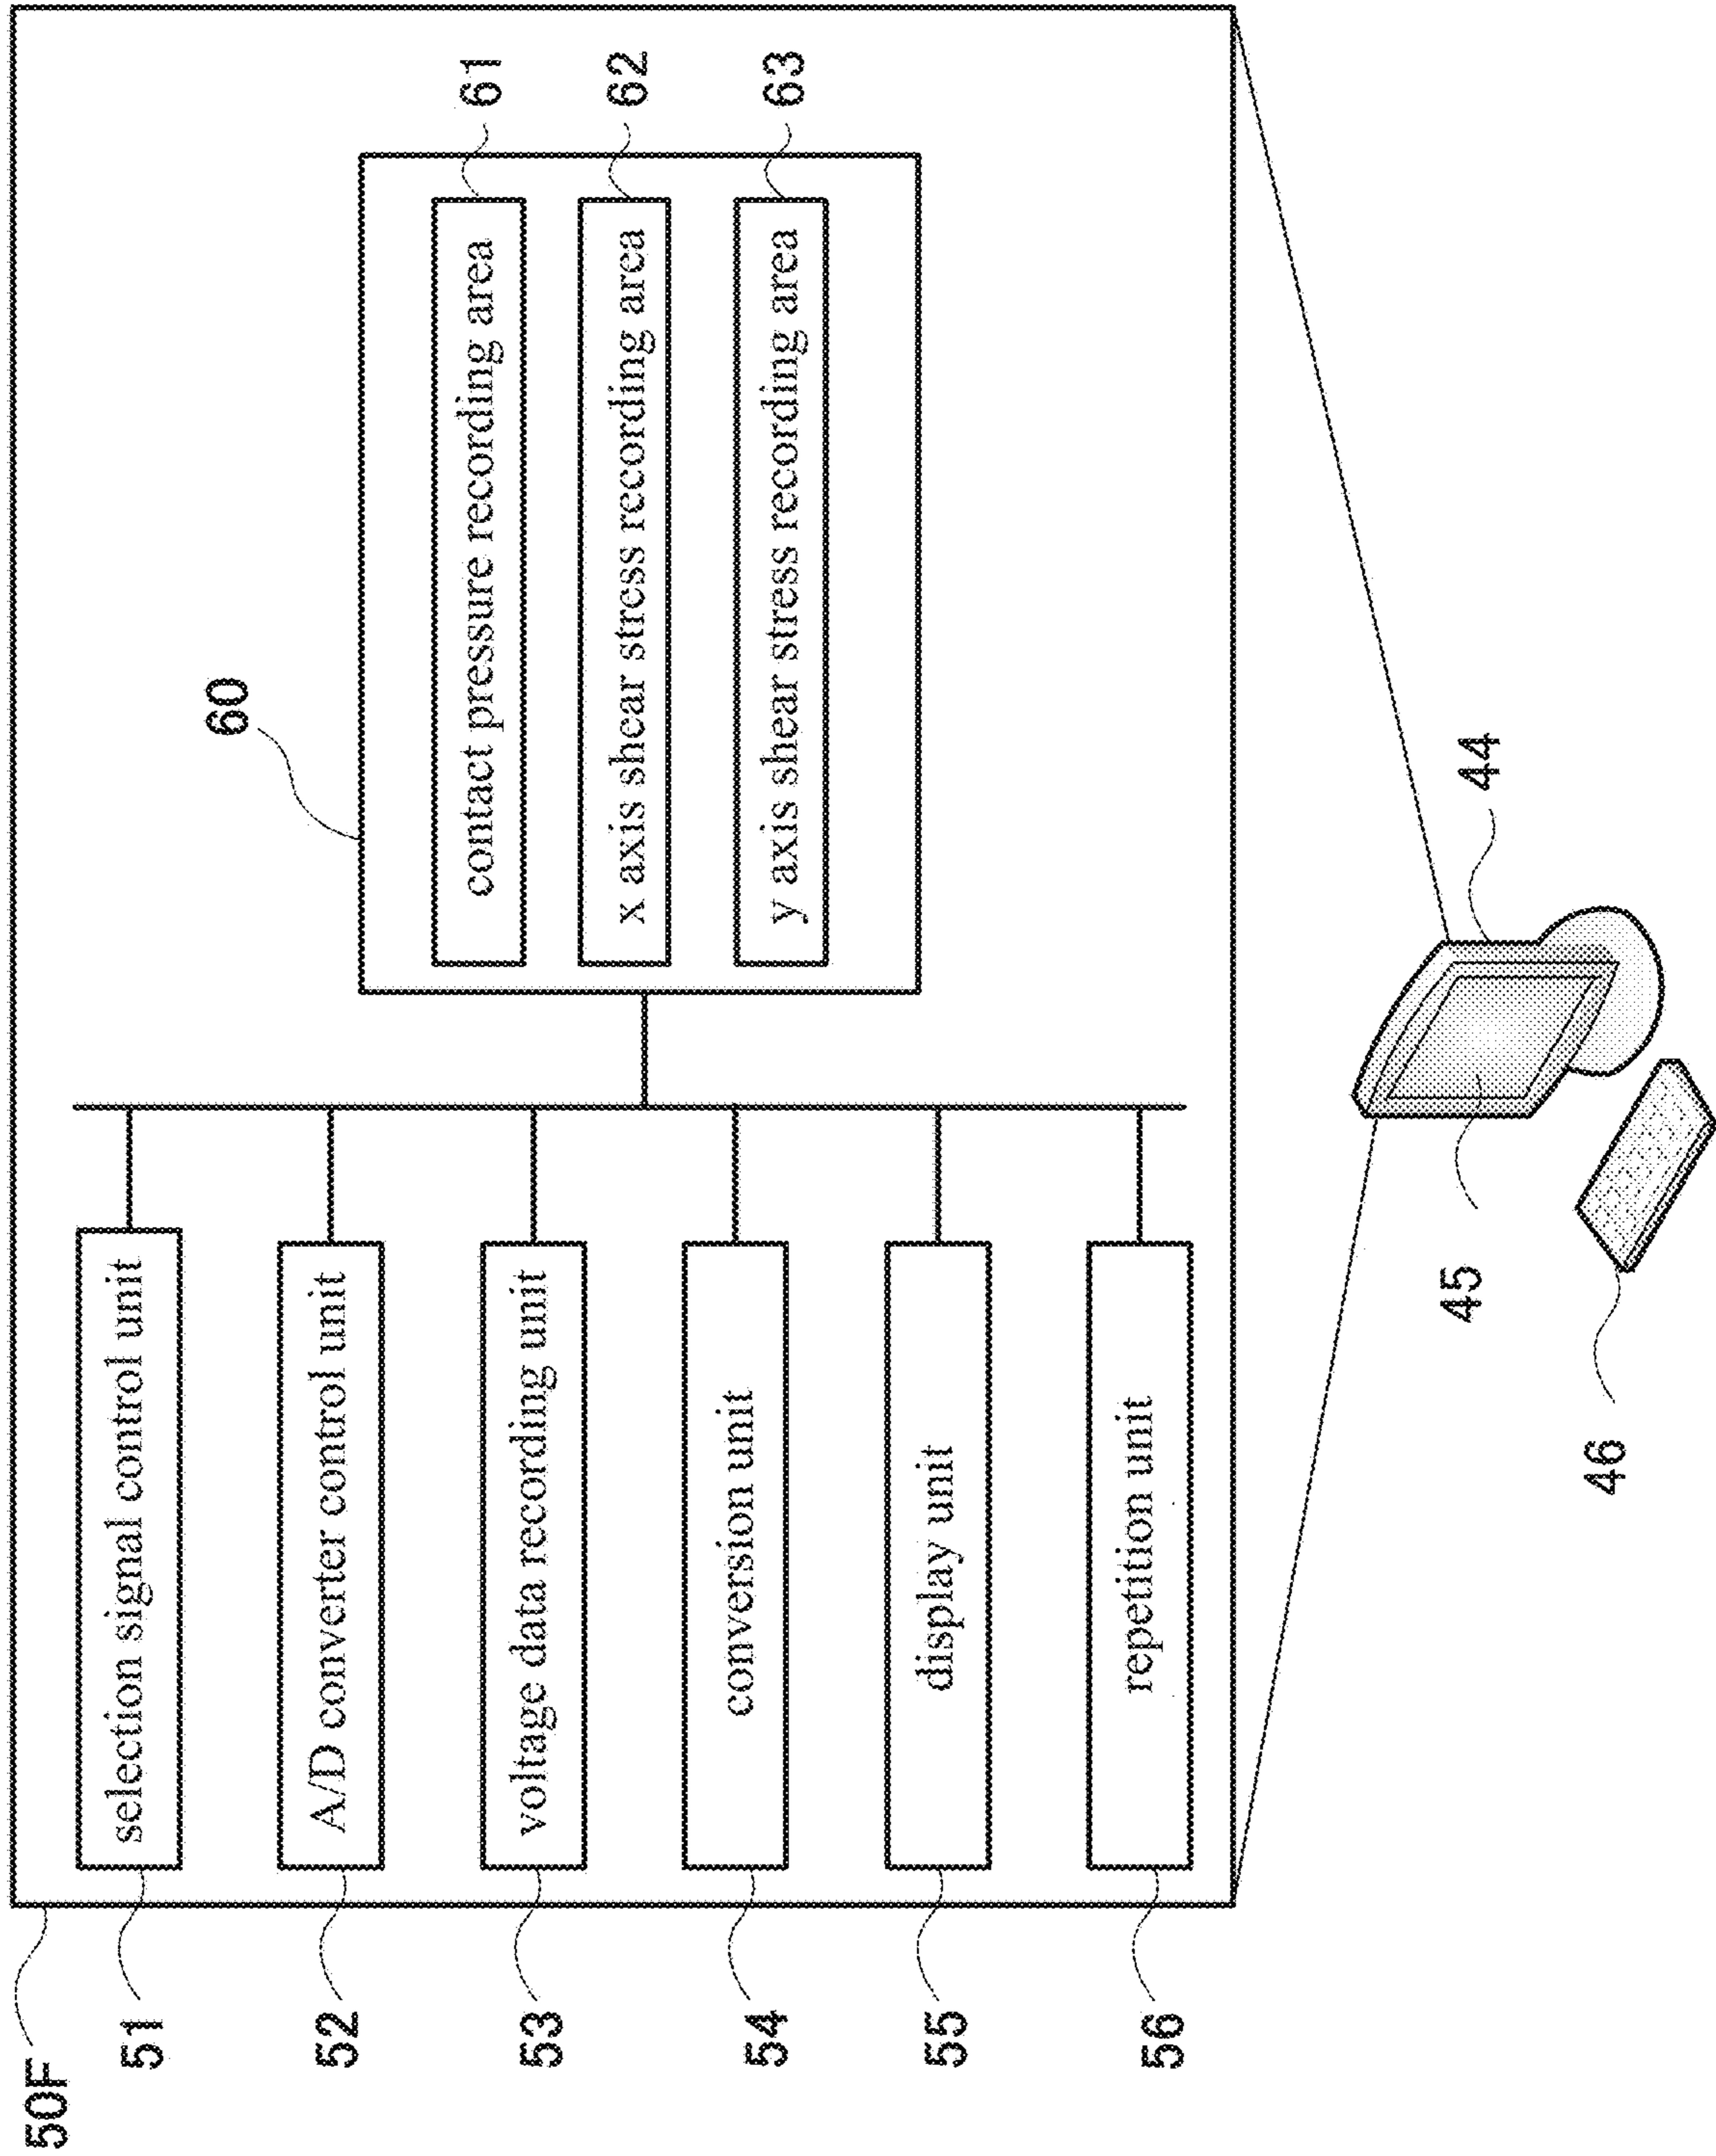 50F
51
selection signal control unit
52
A/D converter control unit
53
voltage data recording unit
54
conversion unit
55
display unit
56
repetition unit
60
contact pressure recording area
61
x axis shear stress recording area
62
y axis shear stress recording area
63
44
45
46